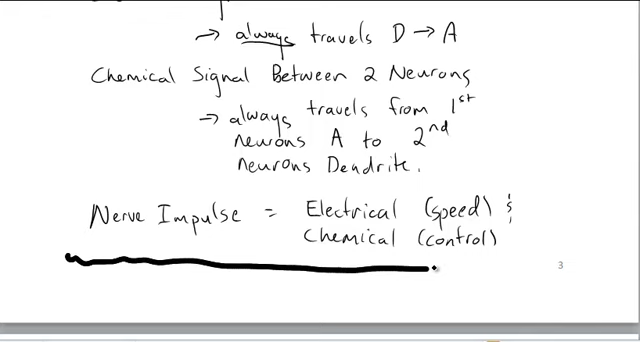 → always travels D → A
Chemical Signal Between 2 Neurons
→ always travels from 1st
neurons A to 2nd
neurons Dendrite.
Nerve Impulse = Electrical (speed) &
Chemical (control)
3